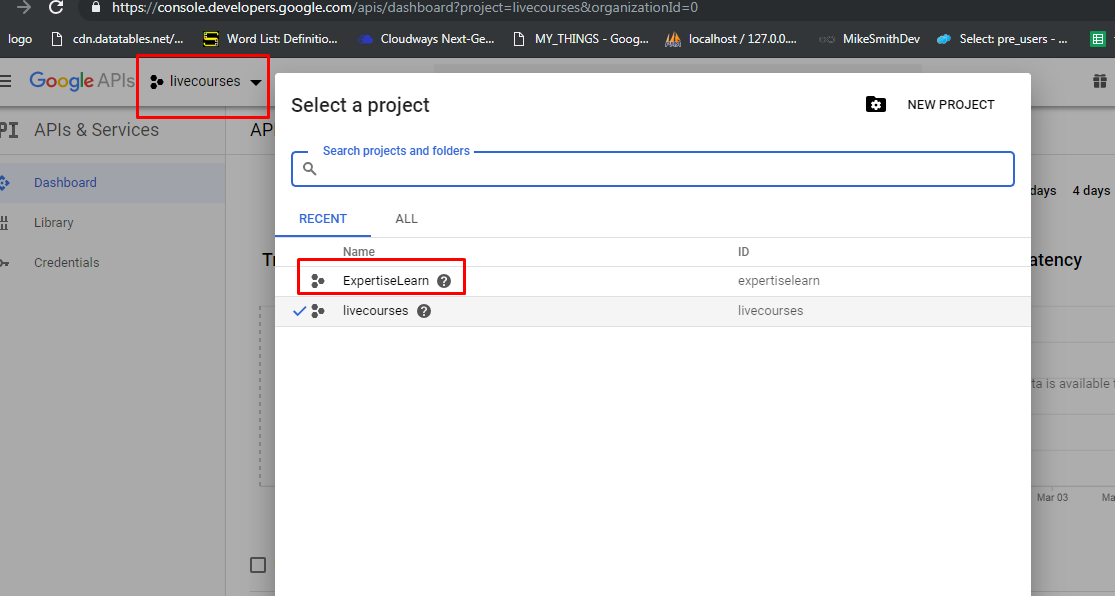 https://console.developers.google.com/apis/dashboard?project=livecourses&organizationId=0
logo cdn.datatables.net/... Word List: Definitio... Cloudways Next-Ge... MY_THINGS - Goog... localhost / 127.0.0.... MikeSmithDev Select: pre_users - ...
Google APIs livecourses
Select a project NEW PROJECT
PI APIs & Services AP
Search projects and folders
Dashboard days 4 days
Library RECENT ALL
Name ID
Credentials Tr atency
ExpertiseLearn ? expertiselearn
livecourses ? livecourses
ta is available
Mar 03 Ma